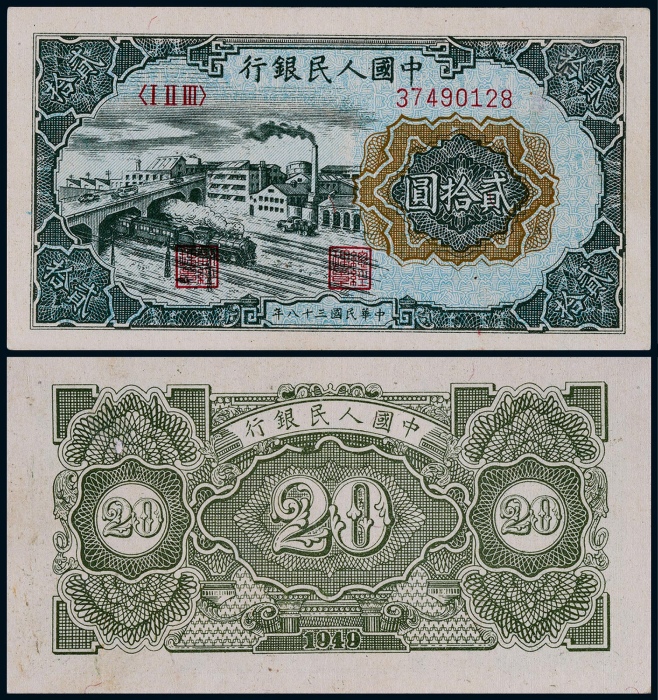 行銀民人國中
〈I II III〉
37490128
貳拾
貳拾
圓拾貳
貳拾
貳拾
年八十三國民華中
行銀民人國中
20
20
20
1949